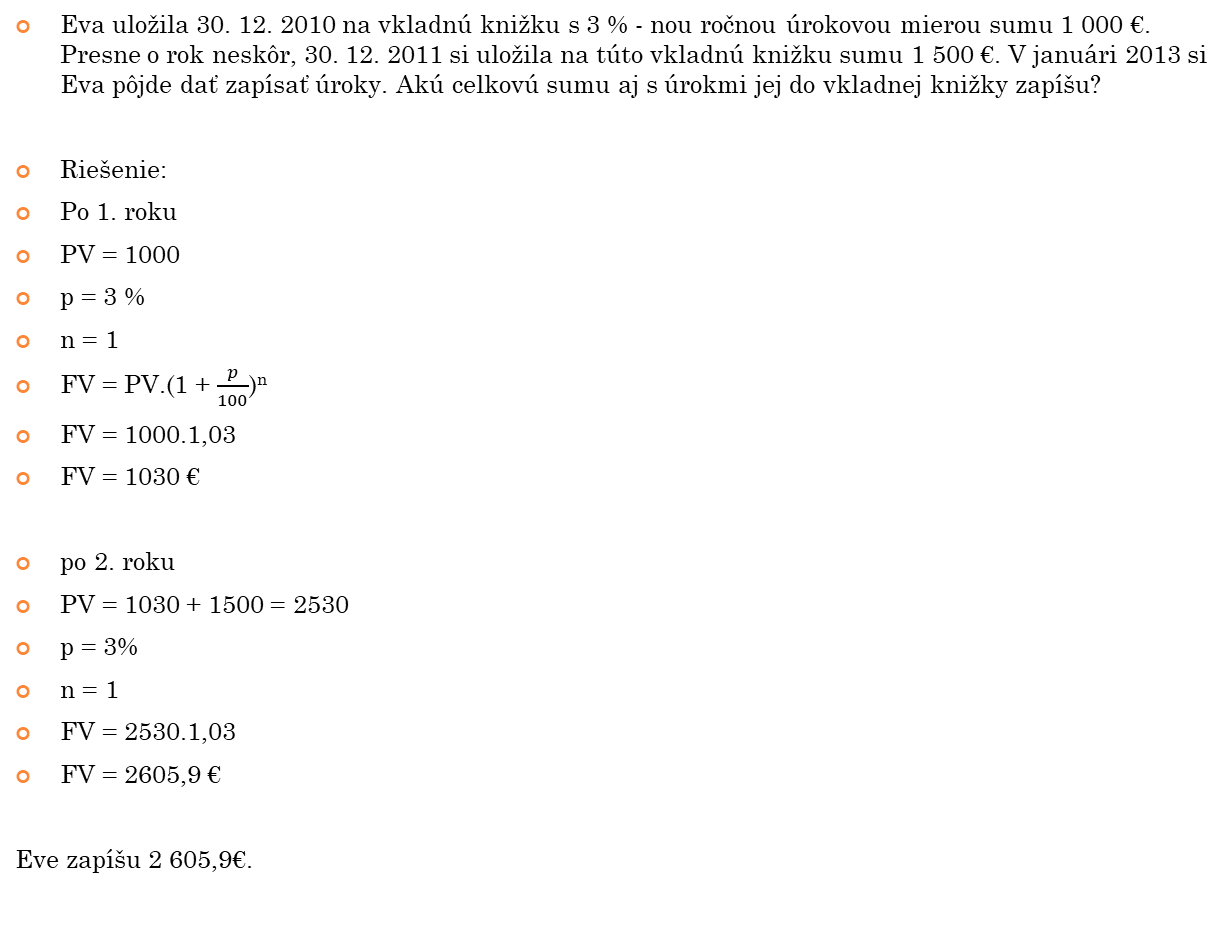 Eva uložila 30. 12. 2010 na vkladnú knižku s 3 % - nou ročnou úrokovou mierou sumu 1 000 €.
Presne o rok neskôr, 30. 12. 2011 si uložila na túto vkladnú knižku sumu 1 500 €. V januári 2013 si
Eva pôjde dať zapísať úroky. Akú celkovú sumu aj s úrokmi jej do vkladnej knižky zapíšu?
Riešenie:
Po 1. roku
PV = 1000
p = 3 %
n = 1
FV = PV.(1 + p/100)ⁿ
FV = 1000.1,03
FV = 1030 €
po 2. roku
PV = 1030 + 1500 = 2530
p = 3%
n = 1
FV = 2530.1,03
FV = 2605,9 €
Eve zapíšu 2 605,9€.